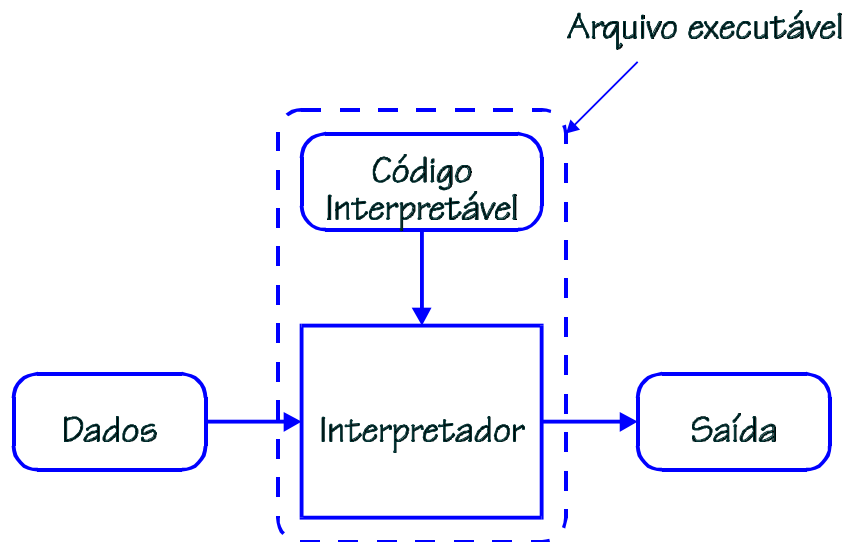 Arquivo executável
Código
Interpretável
Dados
Interpretador
Saída